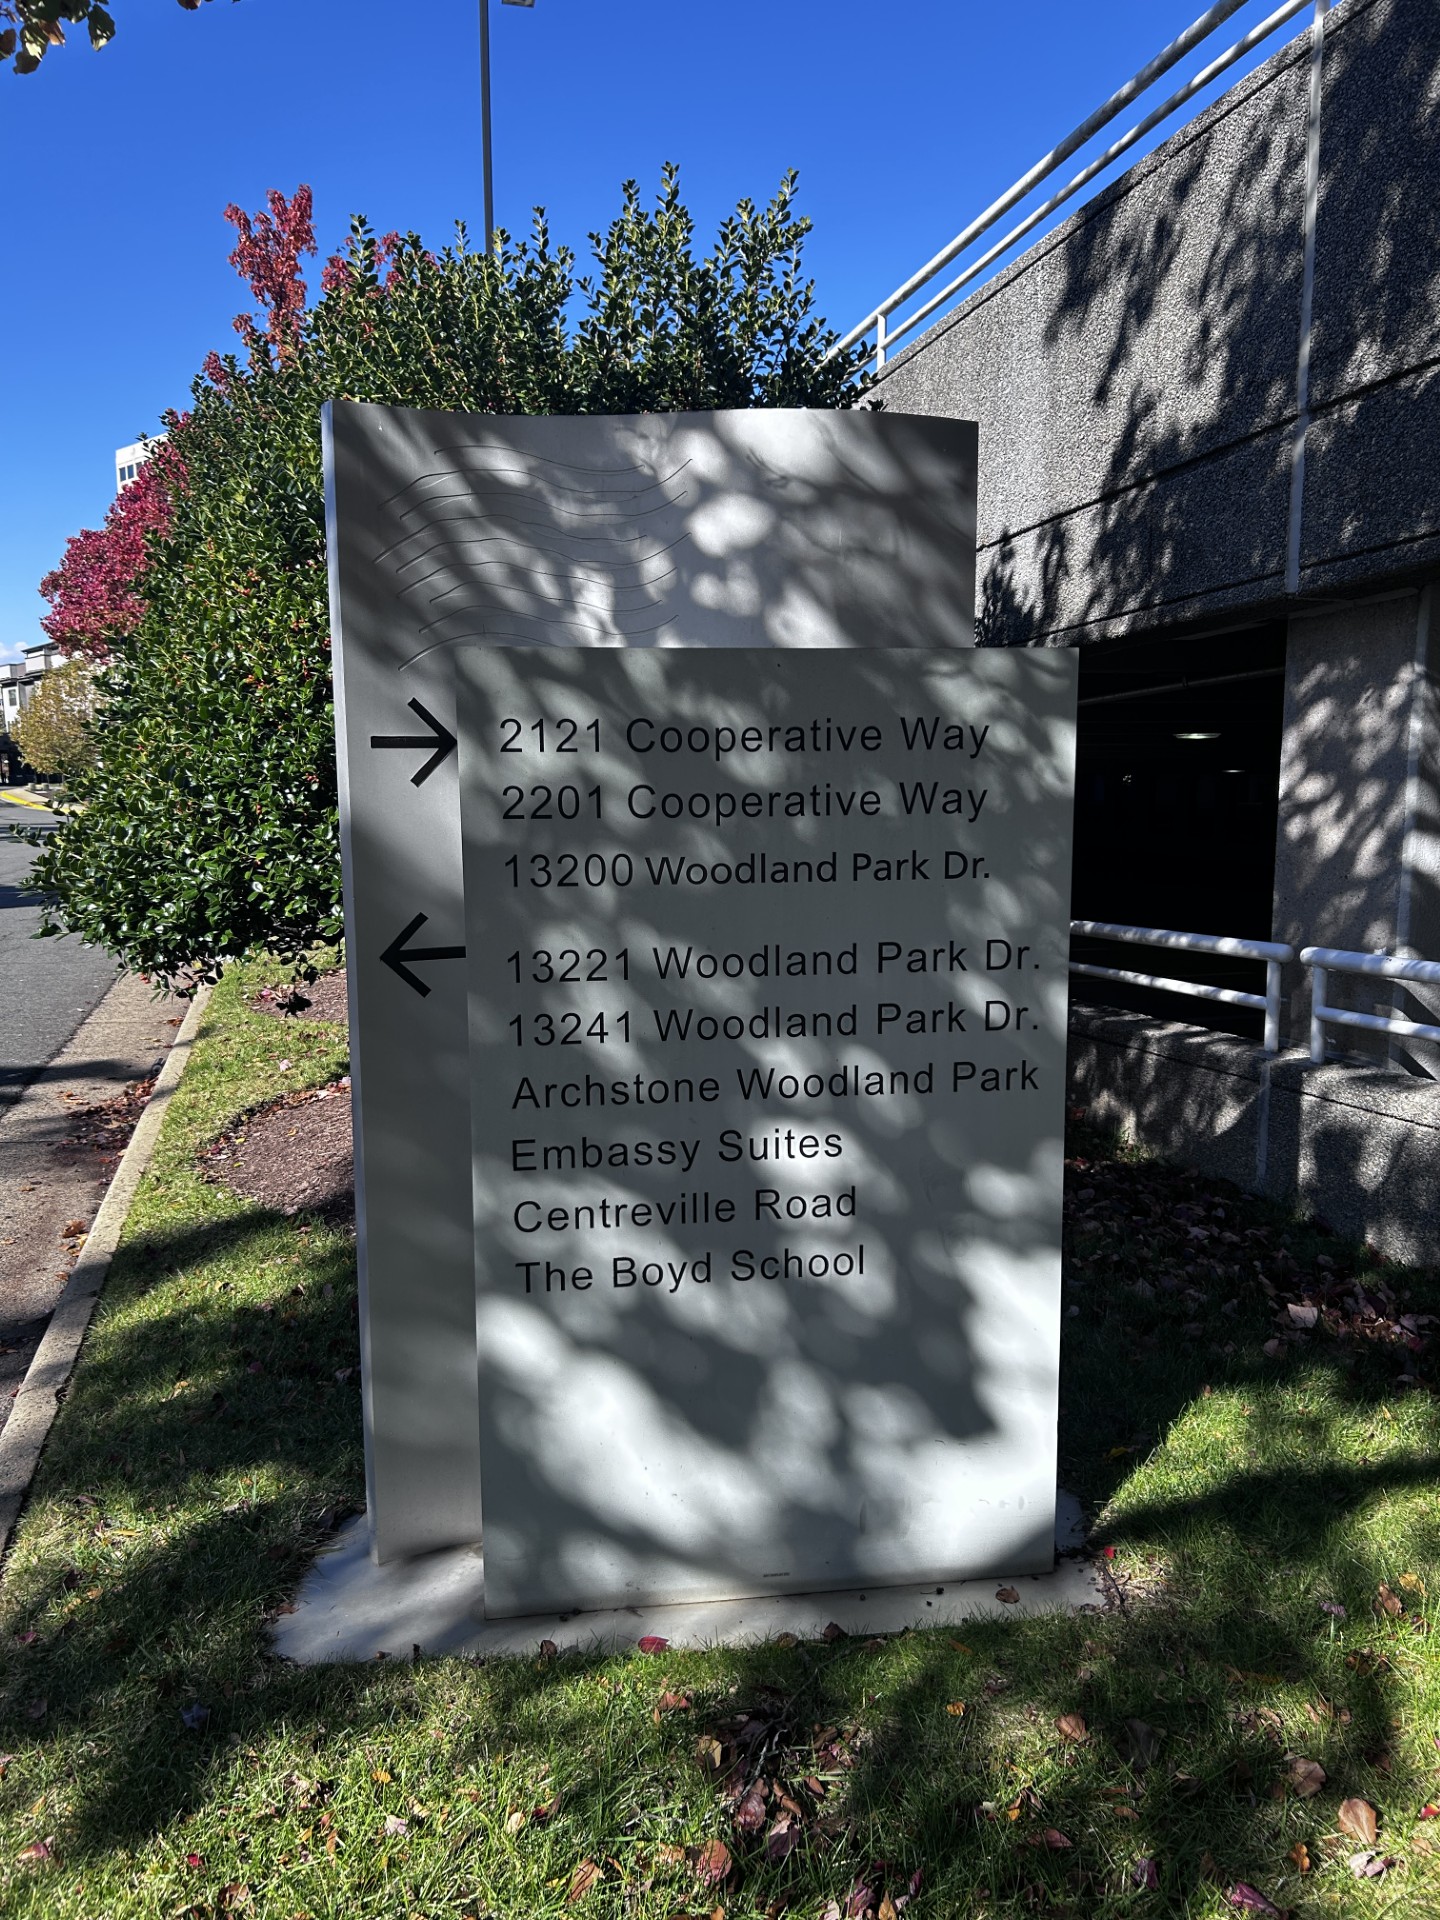 2121 Cooperative Way
2201 Cooperative Way
13200 Woodland Park Dr.
13221 Woodland Park Dr.
13241 Woodland Park Dr.
Archstone Woodland Park
Embassy Suites
Centreville Road
The Boyd School